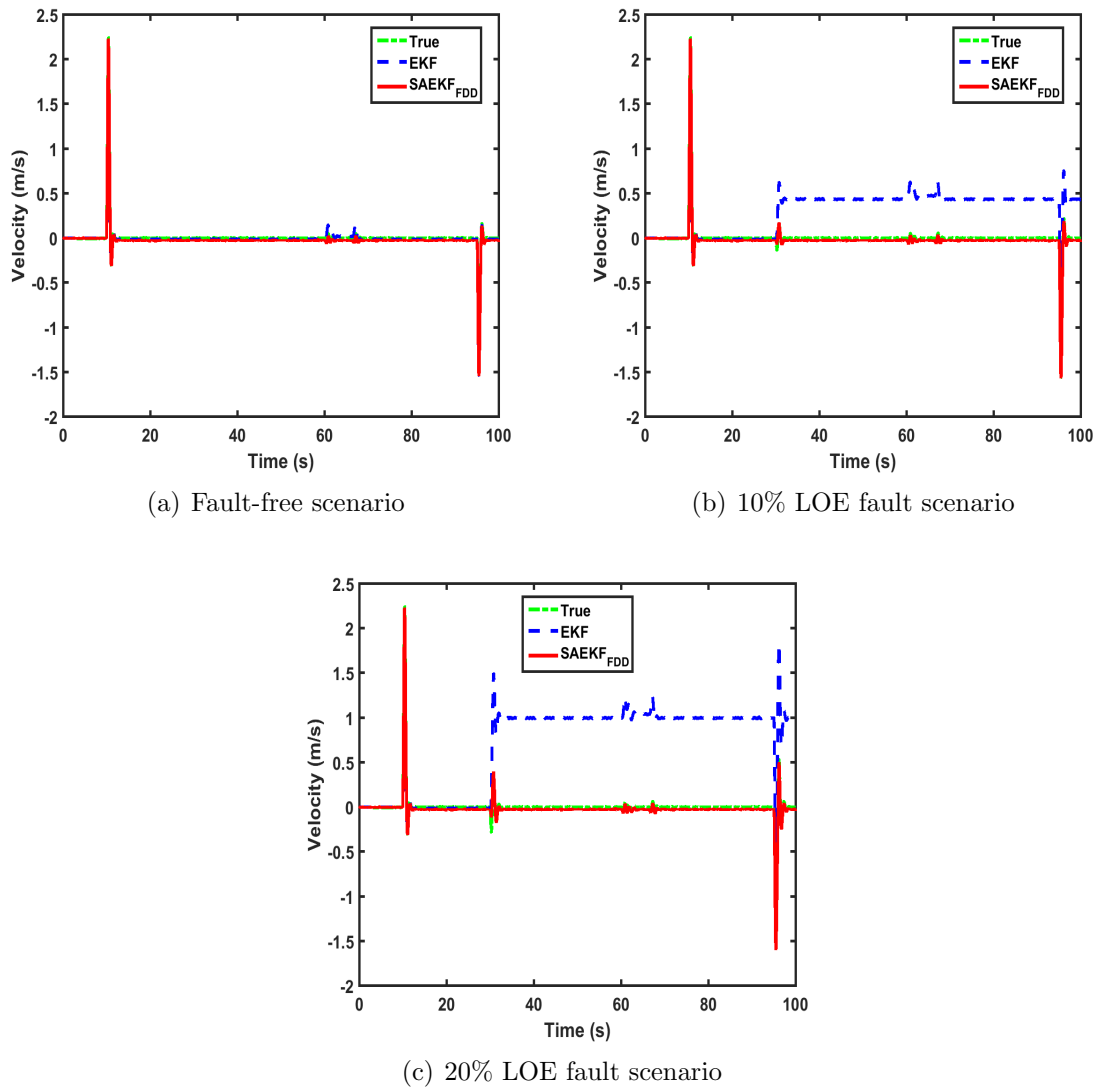 2.5
2
1.5
1
0.5
0
-0.5
-1
-1.5
-2
Velocity (m/s)
True
EKF
SAEKF_FDD
0 20 40 60 80 100
Time (s)
(a) Fault-free scenario
2.5
2
1.5
1
0.5
0
-0.5
-1
-1.5
-2
Velocity (m/s)
True
EKF
SAEKF_FDD
0 20 40 60 80 100
Time (s)
(b) 10% LOE fault scenario
2.5
2
1.5
1
0.5
0
-0.5
-1
-1.5
-2
Velocity (m/s)
True
EKF
SAEKF_FDD
0 20 40 60 80 100
Time (s)
(c) 20% LOE fault scenario